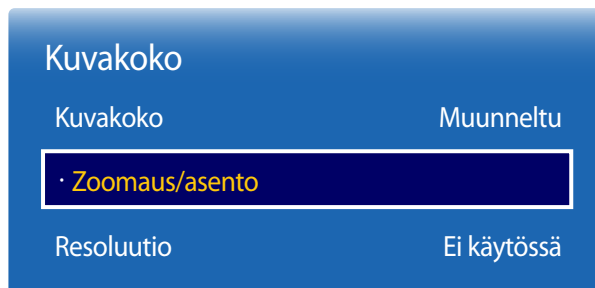 Kuvakoko
Kuvakoko Muunneltu
· Zoomaus/asento
Resoluutio Ei käytössä